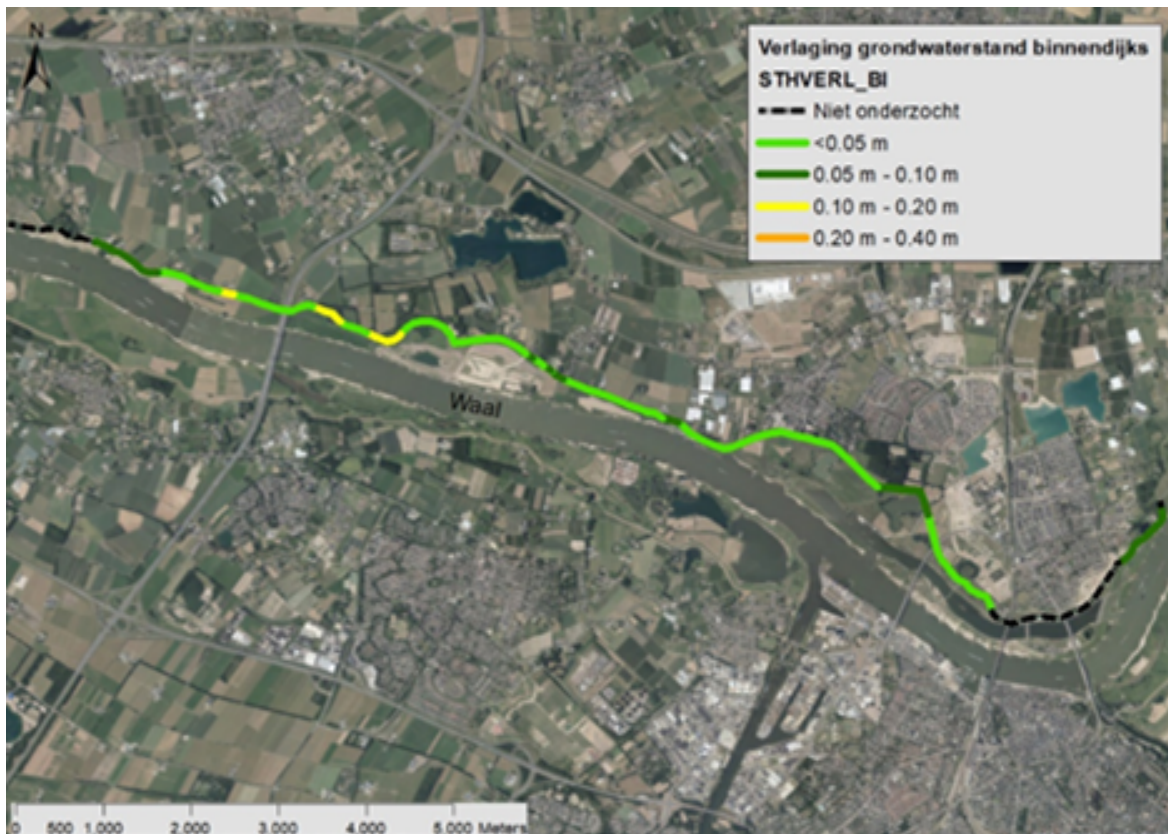 N
Verlaging grondwaterstand binnendijks
STHVERL_BI
Niet onderzocht
<0.05 m
0.05 m - 0.10 m
0.10 m - 0.20 m
0.20 m - 0.40 m
Waal
0 500 1.000 2.000 3.000 4.000 5.000 Meters